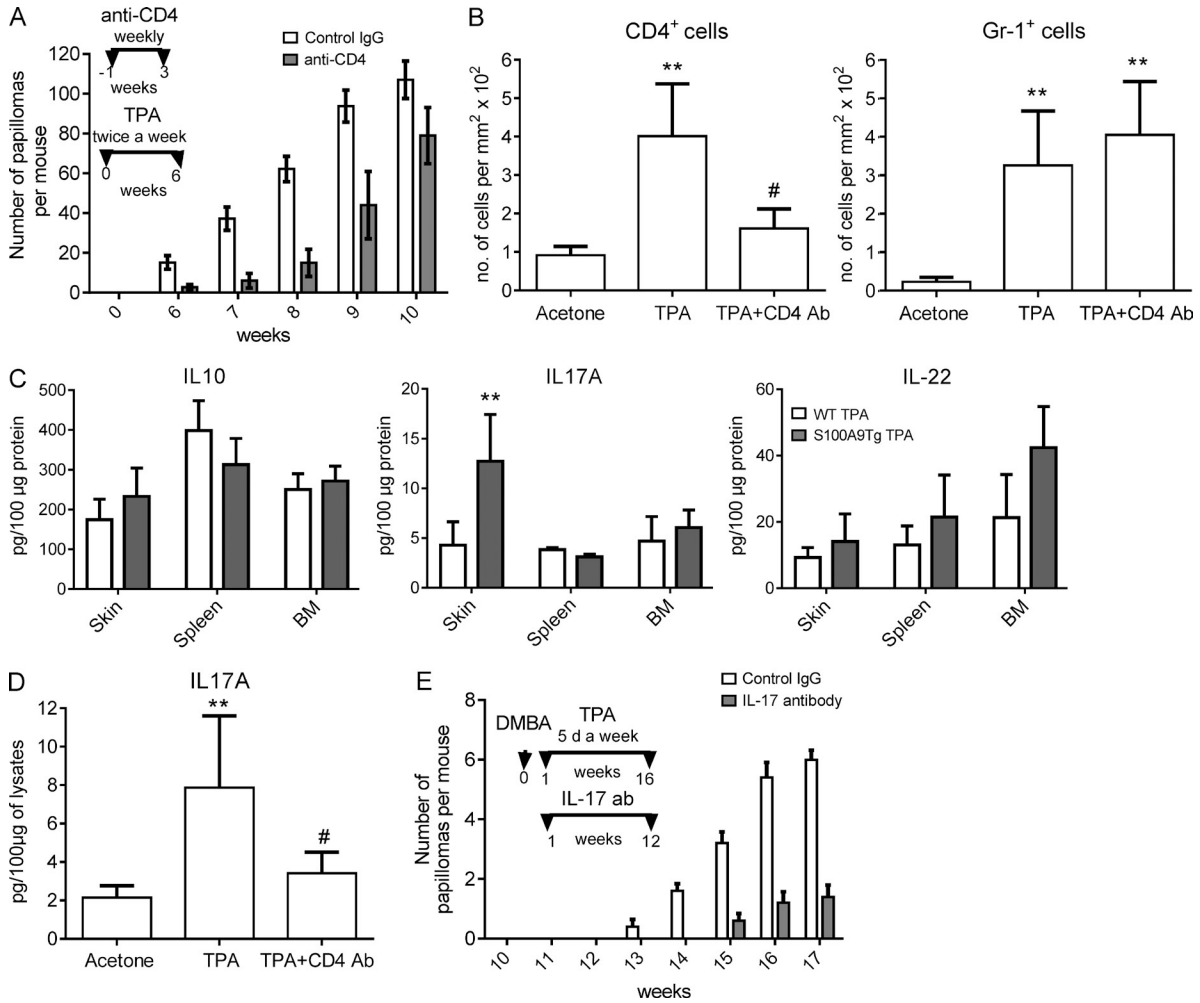 A
anti-CD4
weekly
-1 3
weeks
TPA
twice a week
0 6
weeks
Control IgG
anti-CD4
Number of papillomas
per mouse
120
100
80
60
40
20
0
0 6 7 8 9 10
weeks
B
CD4+ cells
no. of cells per mm² x 10²
6
5
4
3
2
1
0
**
#
Acetone TPA TPA+CD4 Ab
Gr-1+ cells
no. of cells per mm² x 10²
6
5
4
3
2
1
0
**
**
Acetone TPA TPA+CD4 Ab
C
IL10
pg/100 µg protein
500
400
300
200
100
0
Skin Spleen BM
IL17A
pg/100 µg protein
20
15
10
5
0
**
Skin Spleen BM
IL-22
WT TPA
S100A9Tg TPA
pg/100 µg protein
60
40
20
0
Skin Spleen BM
D
IL17A
pg/100µg of lysates
12
10
8
6
4
2
0
**
#
Acetone TPA TPA+CD4 Ab
E
Control IgG
IL-17 antibody
Number of
papillomas per mouse
8
6
4
2
0
DMBA TPA
5 d a week
0 1 weeks 16
IL-17 ab
1 weeks 12
10 11 12 13 14 15 16 17
weeks